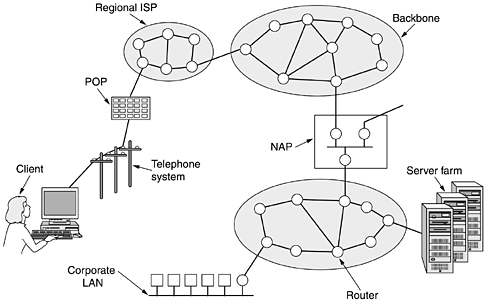 Regional ISP
Backbone
POP
NAP
Client
Telephone
system
Server farm
Corporate
LAN
Router